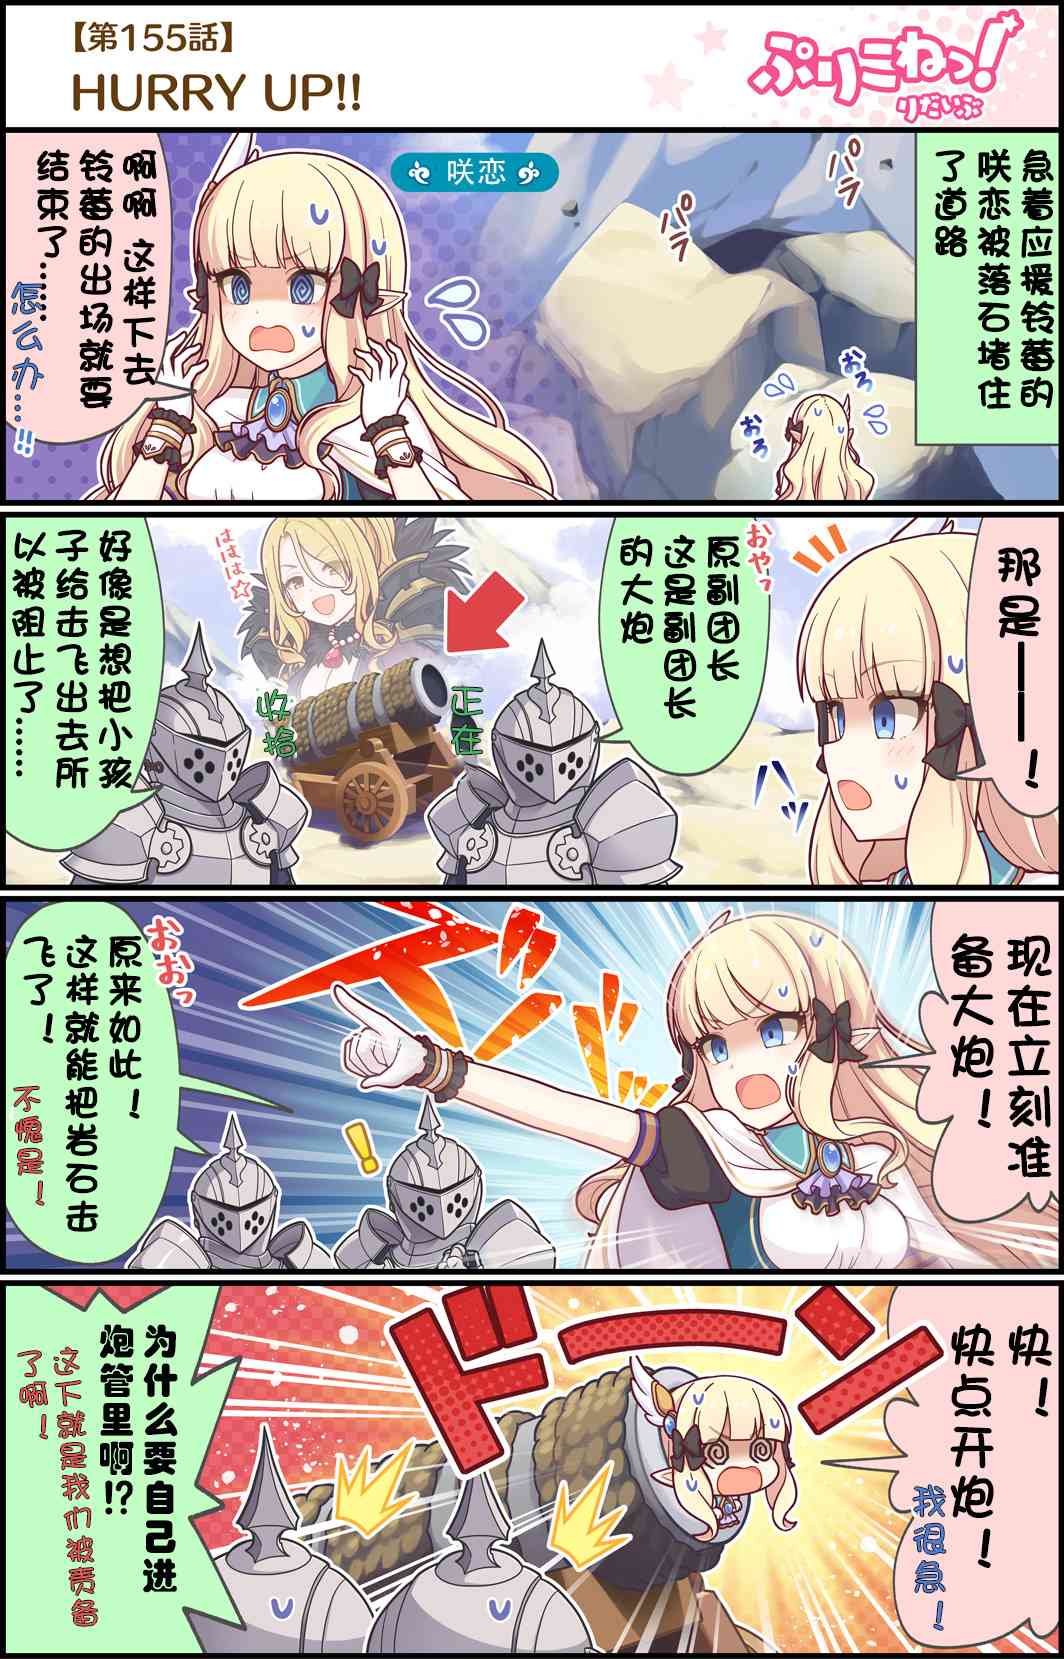 【第155話】
HURRY UP!!
ぷりこねっ!
りだいぶ
急着应援铃莓的
咲恋被落石堵住
了道路
パラ
パラ
咲恋
おろ
おろ
啊啊 这样下去
铃莓的出场就要
结束了……
怎么办…!!
那是——!
おやっ
原副团长
这是副团长
的大炮
ハッ
ははは☆
正在
收拾
好像是想把小孩
子给击飞出去所
以被阻止了……
现在立刻准
备大炮!
ズビッ
おおっ
原来如此!
这样就能把岩石击
飞了!
不愧是!
快!
快点开炮!
我很急!
ドーン
为什么要自己进
炮管里啊!?
这下就是我们被责备
了啊!